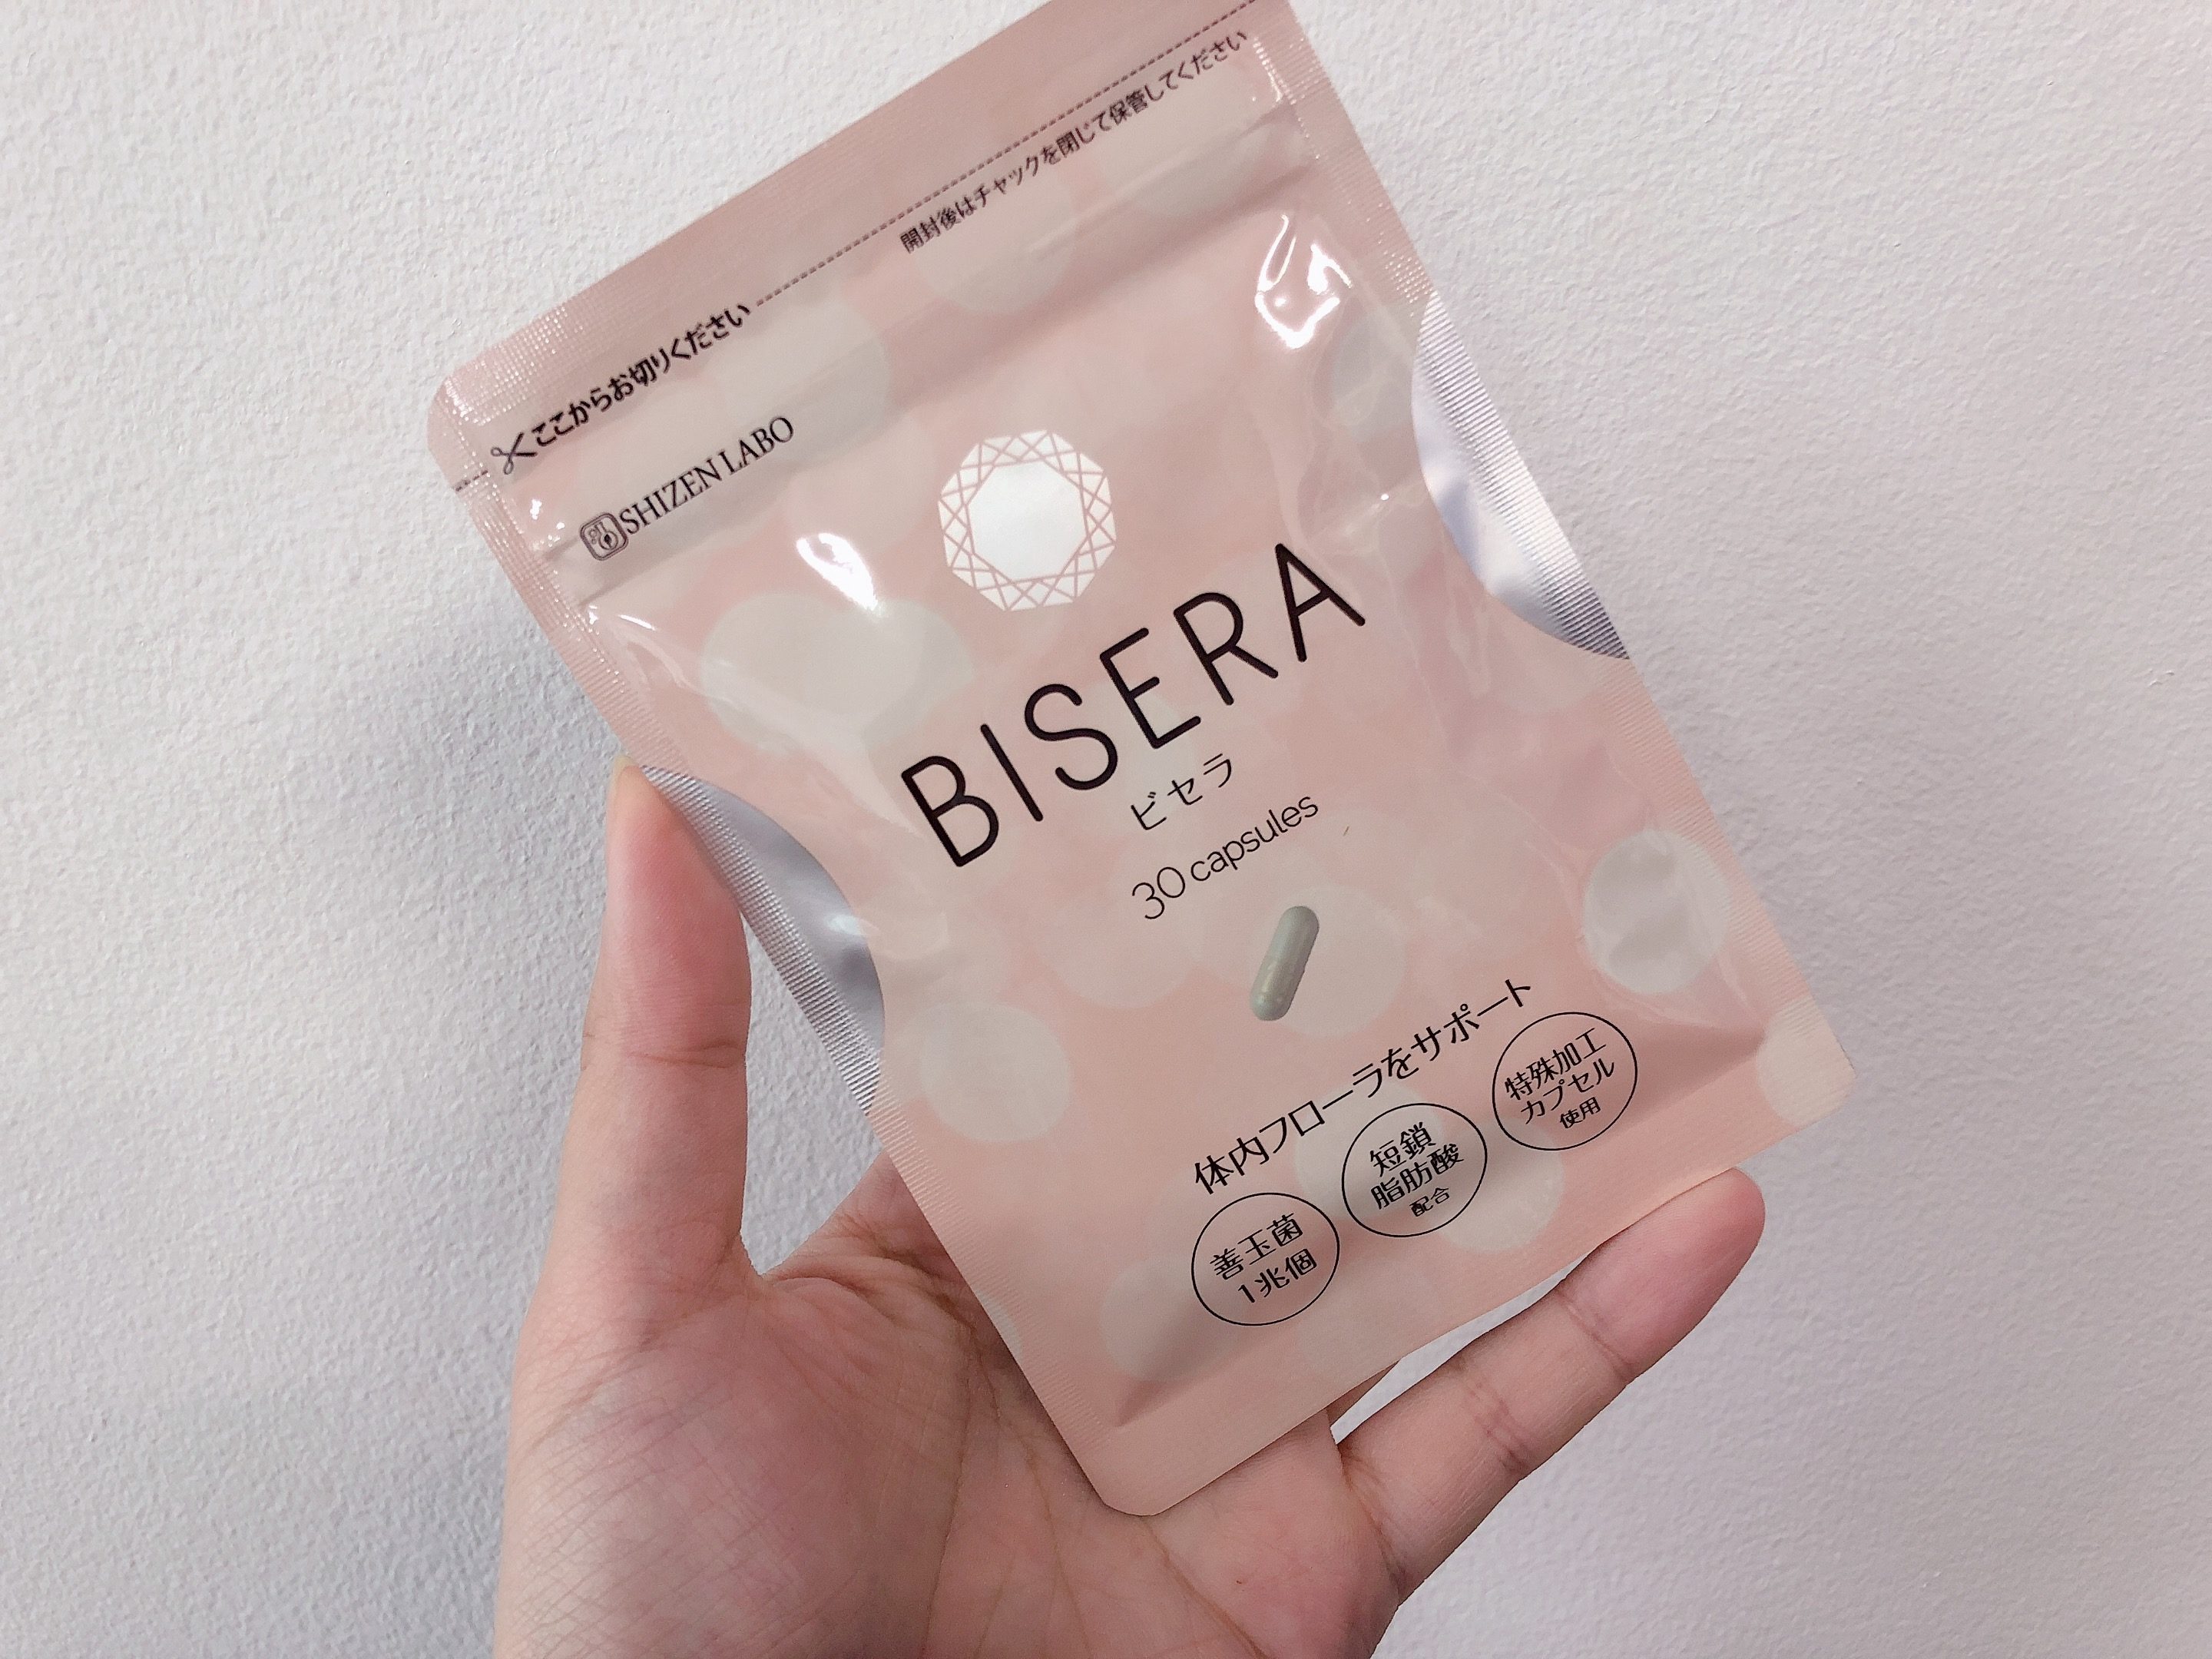 ここからお切りください
開封後はチャックを閉じて保管してください
SHIZEN LABO
BISERA
ビセラ
30 capsules
体内フローラをサポート
善玉菌
1兆個
短鎖
脂肪酸
配合
特殊加工
カプセル
使用